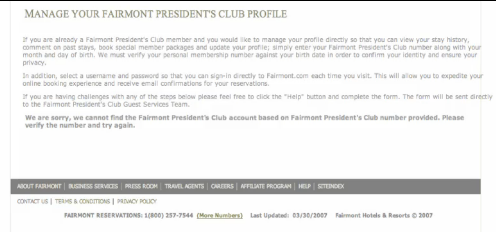 MANAGE YOUR FAIRMONT PRESIDENT'S CLUB PROFILE
If you are already a Fairmont President's Club member and you would like to manage your profile directly so that you can view your stay history,
comment on past stays, book special member packages and update your profile; simply enter your Fairmont President's Club number along with your
month and day of birth. We must verify your personal membership number against your birth date in order to confirm your identity and ensure your
privacy.
In addition, select a username and password so that you can sign-in directly to Fairmont.com each time you visit. This will allow you to expedite your
online booking experience and receive email confirmations for your reservations.
If you are having challenges with any of the steps below please feel free to click the "Help" button and complete the form. The form will be sent directly
to the Fairmont President's Club Guest Services Team.
We are sorry, we cannot find the Fairmont President's Club account based on Fairmont President's Club number provided. Please
verify the number and try again.
ABOUT FAIRMONT | BUSINESS SERVICES | PRESS ROOM | TRAVEL AGENTS | CAREERS | AFFILIATE PROGRAM | HELP | SITEINDEX
CONTACT US | TERMS & CONDITIONS | PRIVACY POLICY
FAIRMONT RESERVATIONS: 1(800) 257-7544 (More Numbers) Last Updated: 03/30/2007 Fairmont Hotels & Resorts © 2007